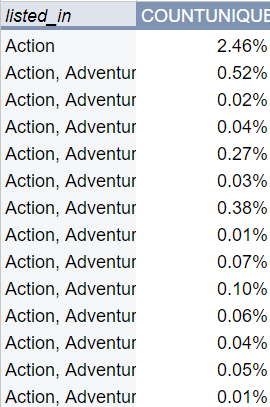 listed_in COUNTUNIQUE
Action 2.46%
Action, Adventur 0.52%
Action, Adventur 0.02%
Action, Adventur 0.04%
Action, Adventur 0.27%
Action, Adventur 0.03%
Action, Adventur 0.38%
Action, Adventur 0.01%
Action, Adventur 0.07%
Action, Adventur 0.10%
Action, Adventur 0.06%
Action, Adventur 0.04%
Action, Adventur 0.05%
Action, Adventur 0.01%